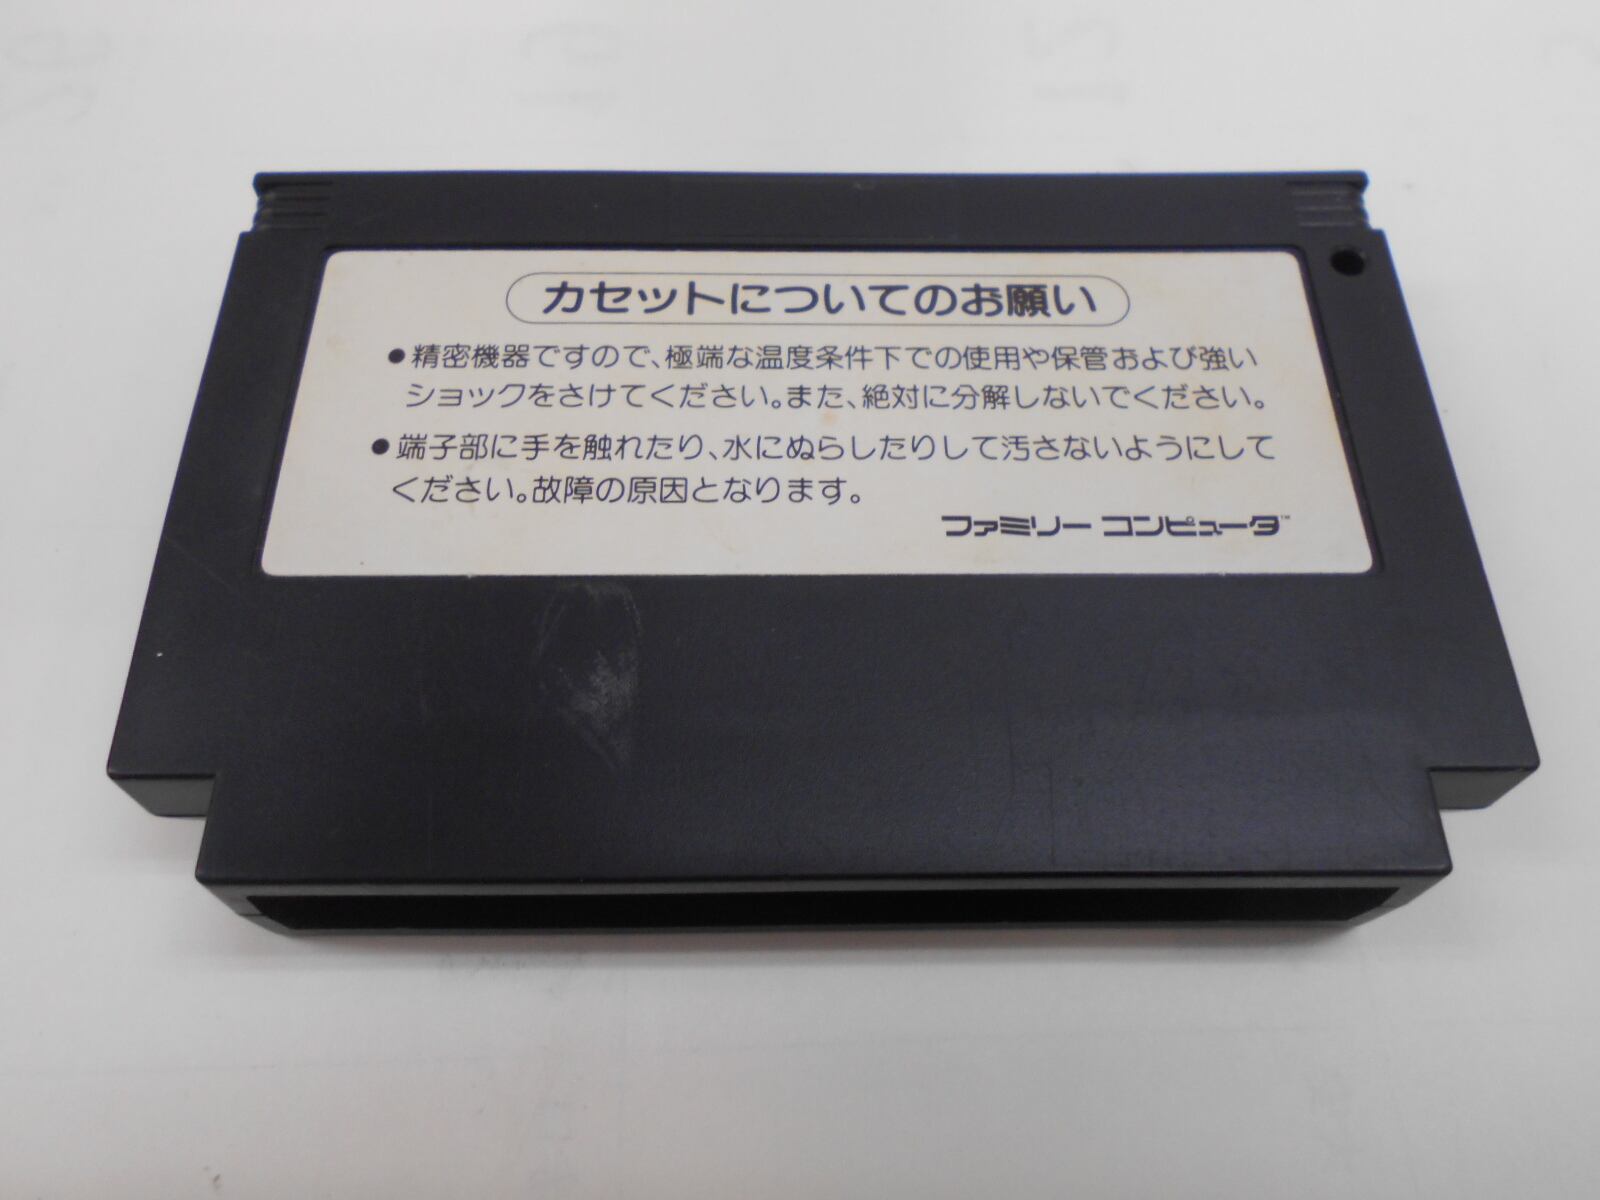 カセットについてのお願い
●精密機器ですので、極端な温度条件下での使用や保管および強い
ショックをさけてください。また、絶対に分解しないでください。
●端子部に手を触れたり、水にぬらしたりして汚さないようにして
ください。故障の原因となります。
ファミリー コンピュータ™